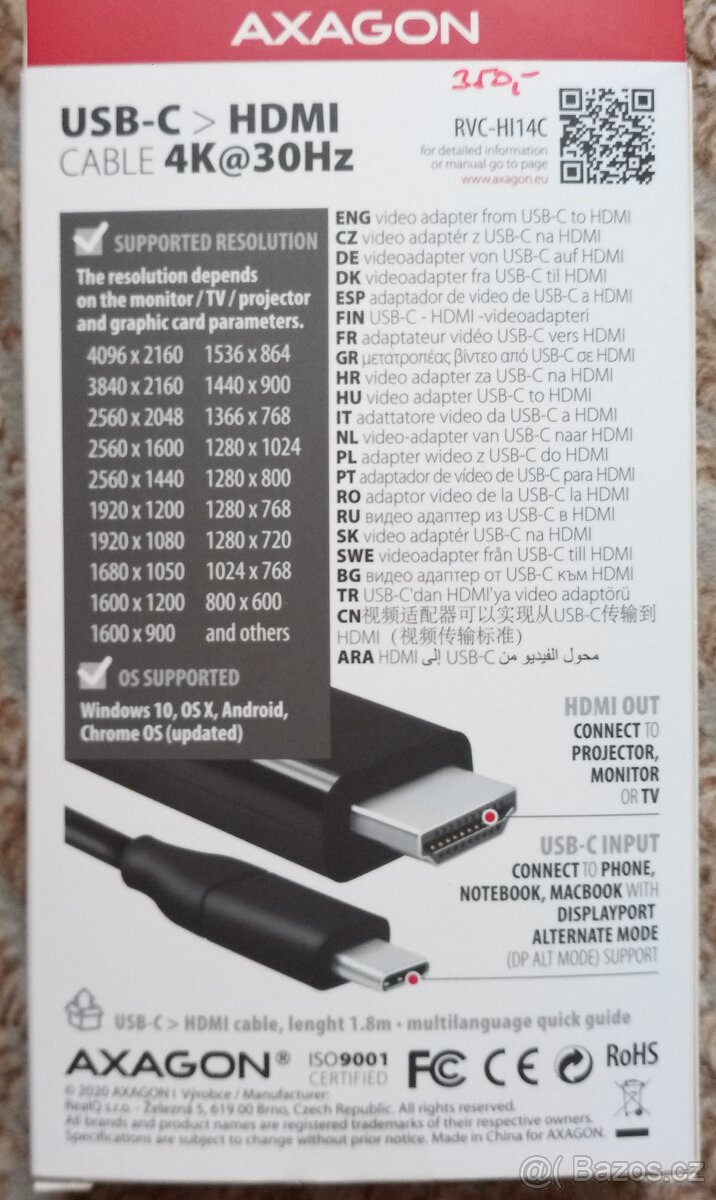 AXAGON
350,-
USB-C > HDMI
CABLE 4K@30Hz
RVC-HI14C
for detailed information
or manual go to page
www.axagon.eu
SUPPORTED RESOLUTION
The resolution depends
on the monitor/TV/projector
and graphic card parameters.
4096 x 2160 1536 x 864
3840 x 2160 1440 x 900
2560 x 2048 1366 x 768
2560 x 1600 1280 x 1024
2560 x 1440 1280 x 800
1920 x 1200 1280 x 768
1920 x 1080 1280 x 720
1680 x 1050 1024 x 768
1600 x 1200 800 x 600
1600 x 900 and others
OS SUPPORTED
Windows 10, OS X, Android,
Chrome OS (updated)
ENG video adapter from USB-C to HDMI
CZ video adaptér z USB-C na HDMI
DE videoadapter von USB-C auf HDMI
DK videoadapter fra USB-C til HDMI
ESP adaptador de video de USB-C a HDMI
FIN USB-C - HDMI -videoadapteri
FR adaptateur vidéo USB-C vers HDMI
GR μετατροπέας βίντεο από USB-C σε HDMI
HR video adapter za USB-C na HDMI
HU video adapter USB-C to HDMI
IT adattatore video da USB-C a HDMI
NL video-adapter van USB-C naar HDMI
PL adapter wideo z USB-C do HDMI
PT adaptador de vídeo de USB-C para HDMI
RO adaptor video de la USB-C la HDMI
RU видео адаптер из USB-C в HDMI
SK video adaptér USB-C na HDMI
SWE videoadapter från USB-C till HDMI
BG видео адаптер от USB-C към HDMI
TR USB-C'dan HDMI'ya video adaptörü
CN视频适配器可以实现从USB-C传输到
HDMI（视频传输标准）
ARA محول الفيديو من USB-C إلى HDMI
HDMI OUT
CONNECT TO
PROJECTOR,
MONITOR
OR TV
USB-C INPUT
CONNECT TO PHONE,
NOTEBOOK, MACBOOK WITH
DISPLAYPORT
ALTERNATE MODE
(DP ALT MODE) SUPPORT
USB-C > HDMI cable, lenght 1.8m • multilanguage quick guide
AXAGON® ISO9001 CERTIFIED FC CE RoHS
© 2020 AXAGON | Výrobce / Manufacturer:
RealQ s.r.o. - Železná 5, 619 00 Brno, Czech Republic. All rights reserved.
All brands and product names are registered trademarks of their respective owners.
Specifications are subject to change without prior notice. Made in China for AXAGON.
@( Bazos.cz